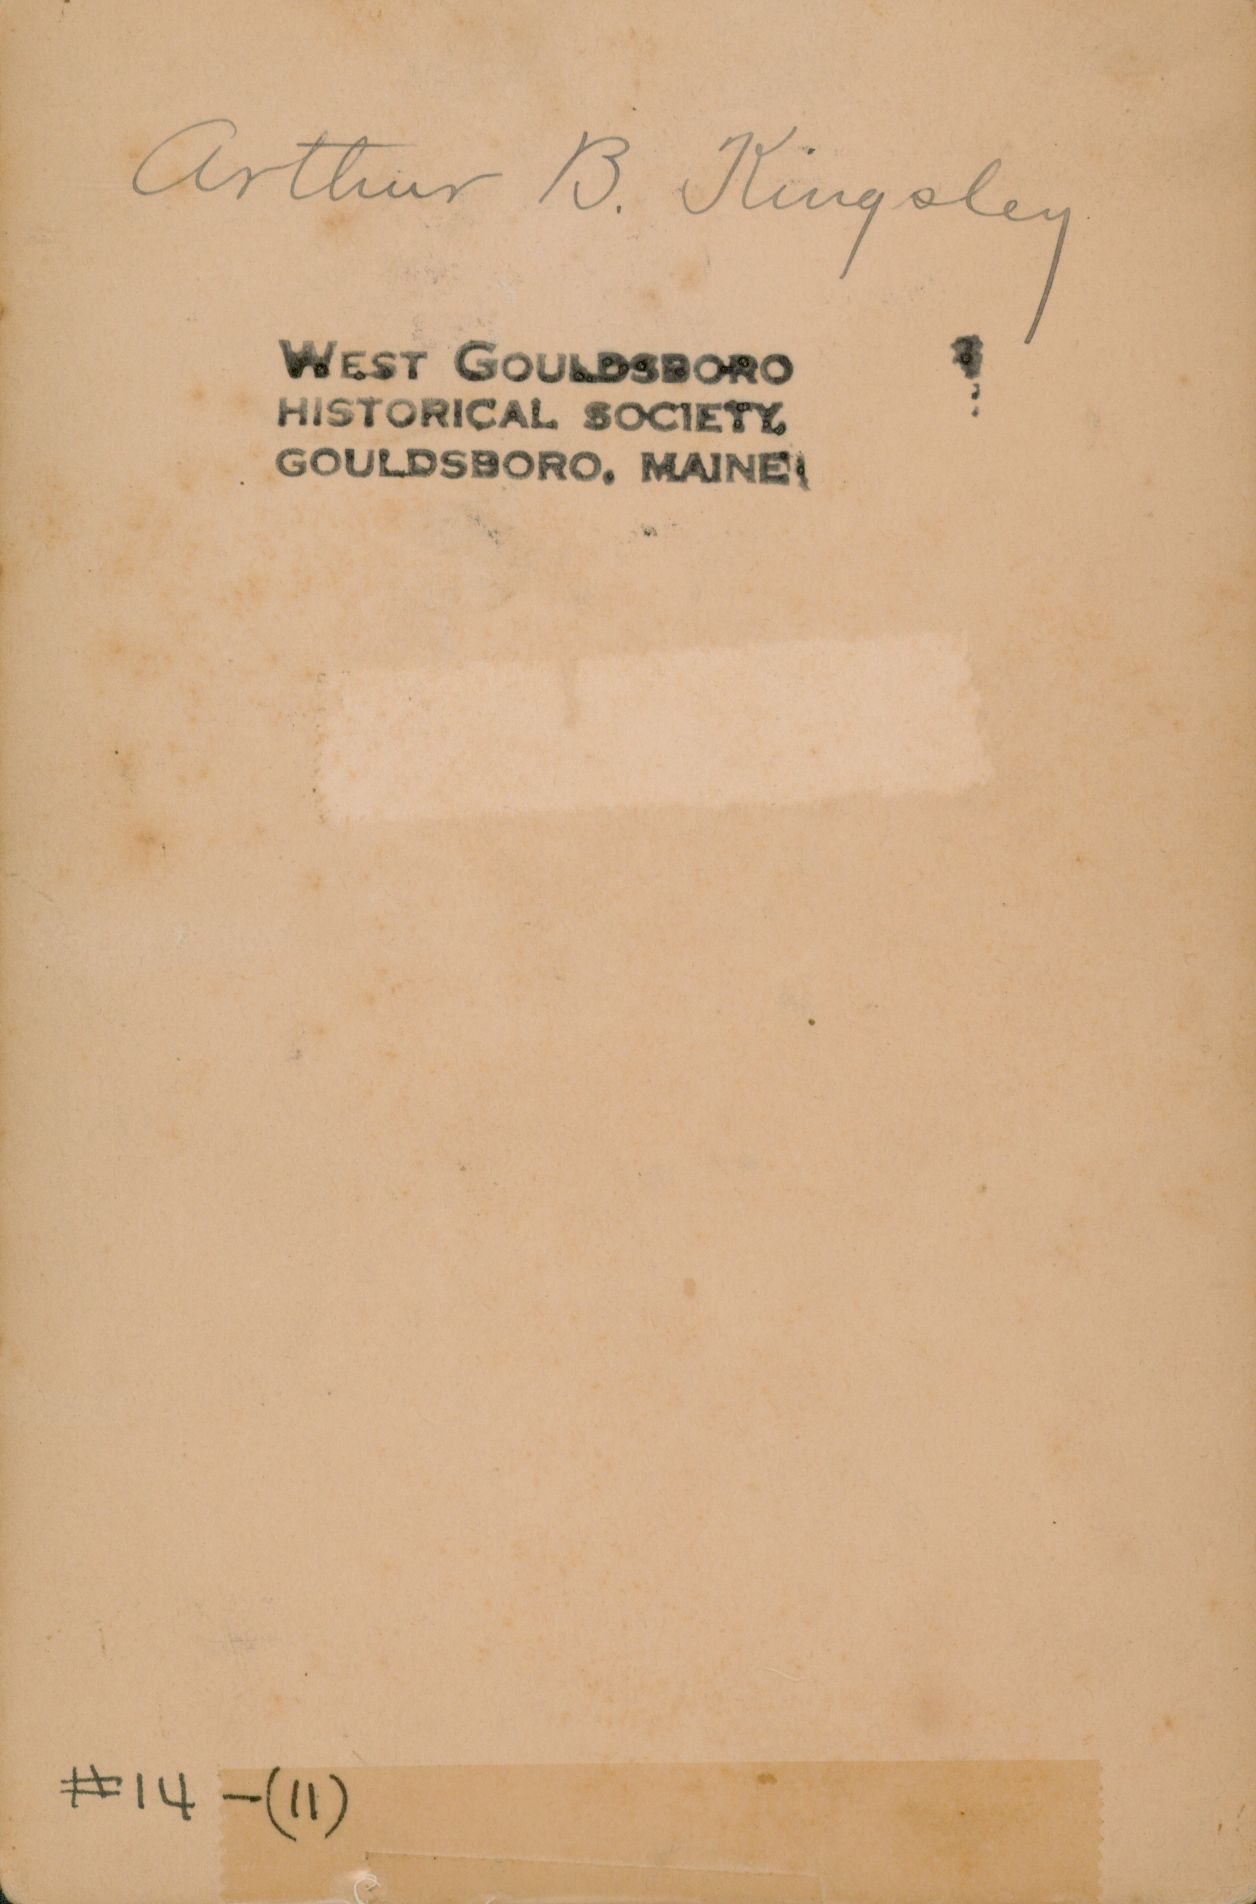 Arthur B. Kingsley
WEST GOULDSBORO
HISTORICAL SOCIETY,
GOULDSBORO, MAINE
#14 -(11)